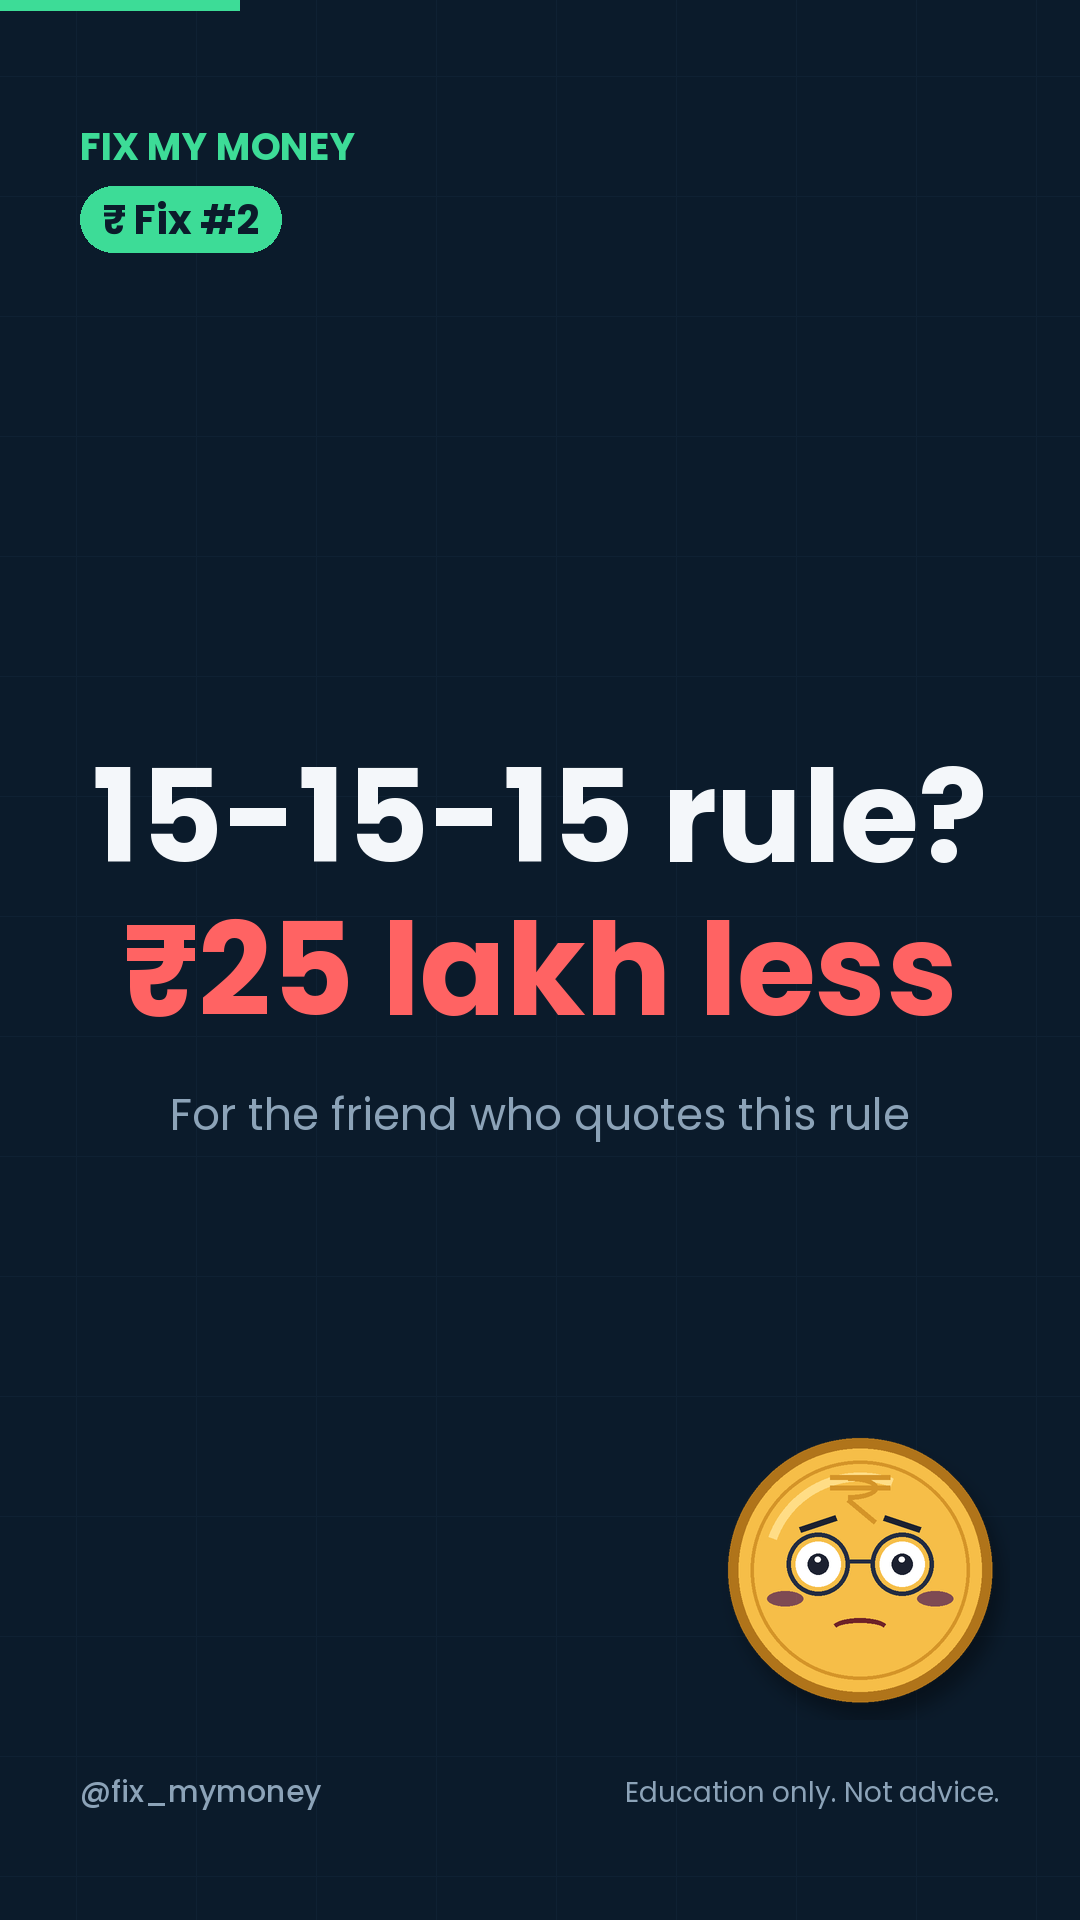 FIX MY MONEY
₹ Fix #2
15-15-15 rule?
₹25 lakh less
For the friend who quotes this rule
₹
@fix_mymoney
Education only. Not advice.